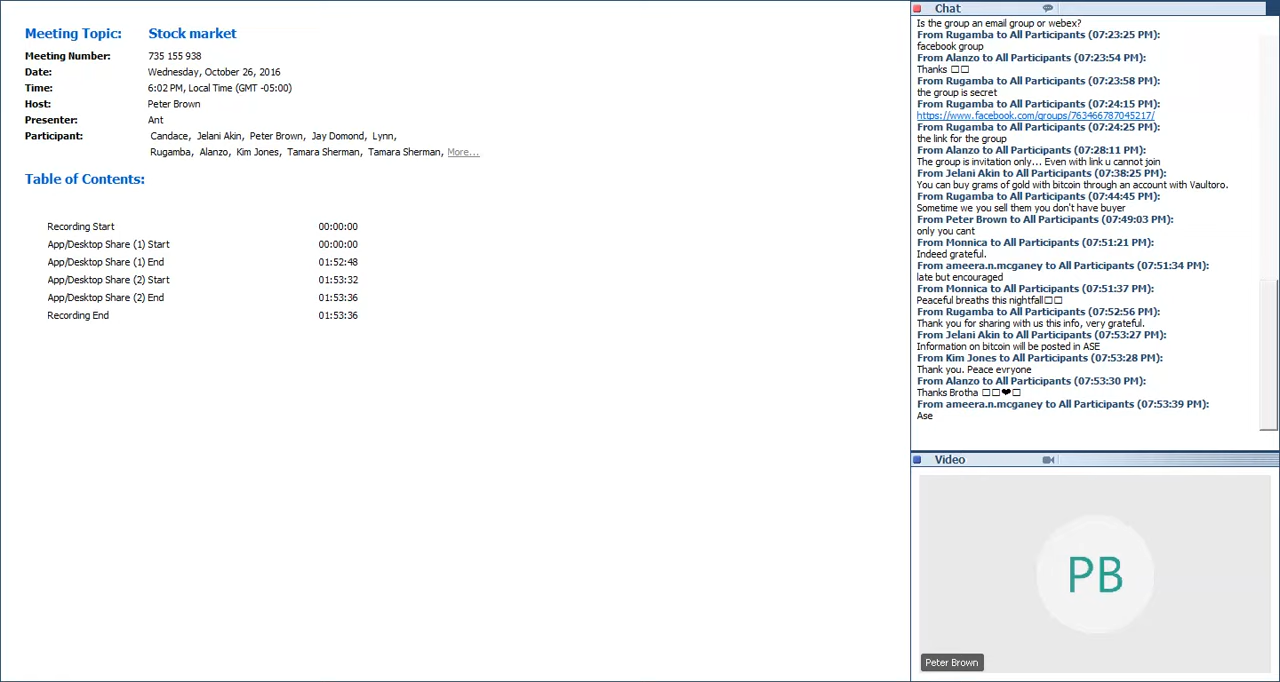 Meeting Topic: Stock market
Meeting Number: 735 155 938
Date: Wednesday, October 26, 2016
Time: 6:02 PM, Local Time (GMT -05:00)
Host: Peter Brown
Presenter: Ant
Participant: Candace, Jelani Akin, Peter Brown, Jay Domond, Lynn,
Rugamba, Alanzo, Kim Jones, Tamara Sherman, Tamara Sherman, More...
Table of Contents:
Recording Start 00:00:00
App/Desktop Share (1) Start 00:00:00
App/Desktop Share (1) End 01:52:48
App/Desktop Share (2) Start 01:53:32
App/Desktop Share (2) End 01:53:36
Recording End 01:53:36
Chat
Is the group an email group or webex?
From Rugamba to All Participants (07:23:25 PM):
facebook group
From Alanzo to All Participants (07:23:54 PM):
Thanks □□
From Rugamba to All Participants (07:23:58 PM):
the group is secret
From Rugamba to All Participants (07:24:15 PM):
https://www.facebook.com/groups/763466787045217/
From Rugamba to All Participants (07:24:25 PM):
the link for the group
From Alanzo to All Participants (07:28:11 PM):
The group is invitation only... Even with link u cannot join
From Jelani Akin to All Participants (07:38:25 PM):
You can buy grams of gold with bitcoin through an account with Vaultoro.
From Rugamba to All Participants (07:44:45 PM):
Sometime we you sell them you don't have buyer
From Peter Brown to All Participants (07:49:03 PM):
only you cant
From Monnica to All Participants (07:51:21 PM):
Indeed grateful.
From ameera.n.mcganey to All Participants (07:51:34 PM):
late but encouraged
From Monnica to All Participants (07:51:37 PM):
Peaceful breaths this nightfall□□
From Rugamba to All Participants (07:52:56 PM):
Thank you for sharing with us this info, very grateful.
From Jelani Akin to All Participants (07:53:27 PM):
Information on bitcoin will be posted in ASE
From Kim Jones to All Participants (07:53:28 PM):
Thank you. Peace evryone
From Alanzo to All Participants (07:53:30 PM):
Thanks Brotha □□❤□
From ameera.n.mcganey to All Participants (07:53:39 PM):
Ase
Video
PB
Peter Brown